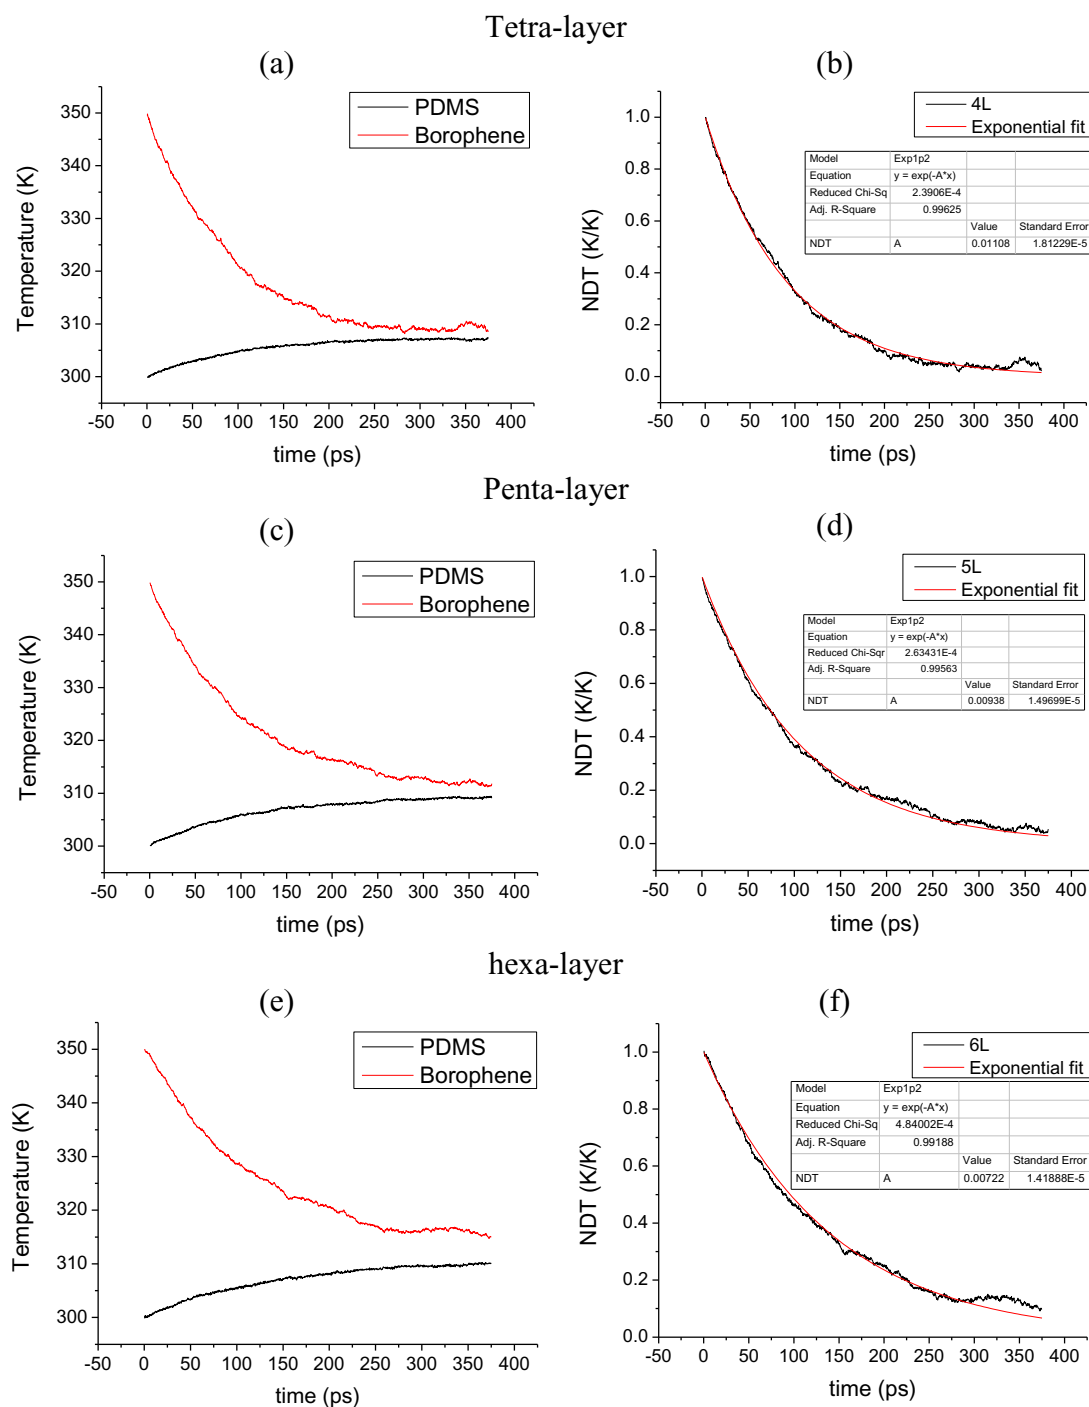 Tetra-layer
(a)
(b)
PDMS
Borophene
350
340
330
320
310
300
Temperature (K)
-50 0 50 100 150 200 250 300 350 400
time (ps)
4L
Exponential fit
Model Exp1p2
Equation y = exp(-A*x)
Reduced Chi-Sq 2.3906E-4
Adj. R-Square 0.99625
Value Standard Error
NDT A 0.01108 1.81229E-5
1.0
0.8
0.6
0.4
0.2
0.0
NDT (K/K)
-50 0 50 100 150 200 250 300 350 400
time (ps)
Penta-layer
(c)
(d)
PDMS
Borophene
350
340
330
320
310
300
Temperature (K)
-50 0 50 100 150 200 250 300 350 400
time (ps)
5L
Exponential fit
Model Exp1p2
Equation y = exp(-A*x)
Reduced Chi-Sqr 2.63431E-4
Adj. R-Square 0.99563
Value Standard Error
NDT A 0.00938 1.49699E-5
1.0
0.8
0.6
0.4
0.2
0.0
NDT (K/K)
-50 0 50 100 150 200 250 300 350 400
time (ps)
hexa-layer
(e)
(f)
PDMS
Borophene
350
340
330
320
310
300
Temperature (K)
-50 0 50 100 150 200 250 300 350 400
time (ps)
6L
Exponential fit
Model Exp1p2
Equation y = exp(-A*x)
Reduced Chi-Sq 4.84002E-4
Adj. R-Square 0.99188
Value Standard Error
NDT A 0.00722 1.41888E-5
1.0
0.8
0.6
0.4
0.2
0.0
NDT (K/K)
-50 0 50 100 150 200 250 300 350 400
time (ps)